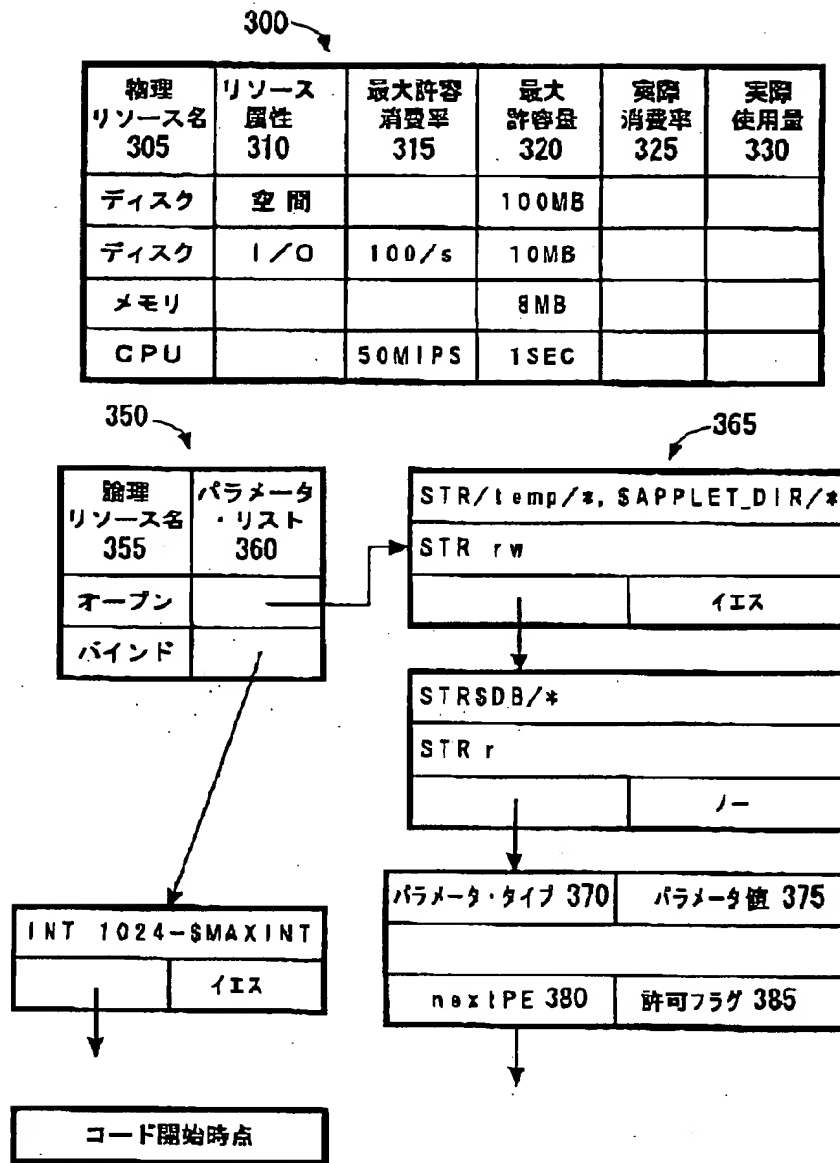 300
物理
リソース名
305
リソース
属性
310
最大許容
消費率
315
最大
許容量
320
実際
消費率
325
実際
使用量
330
ディスク 空間 100MB
ディスク I/O 100/s 10MB
メモリ 8MB
CPU 50MIPS 1SEC
350
365
論理
リソース名
355
パラメータ
・リスト
360
オープン
バインド
STR/temp/*, $APPLET_DIR/*
STR rw
イエス
STR$DB/*
STR r
ノー
パラメータ・タイプ 370 パラメータ値 375
nextPE 380 許可フラグ 385
INT 1024-$MAXINT
イエス
コード開始時点